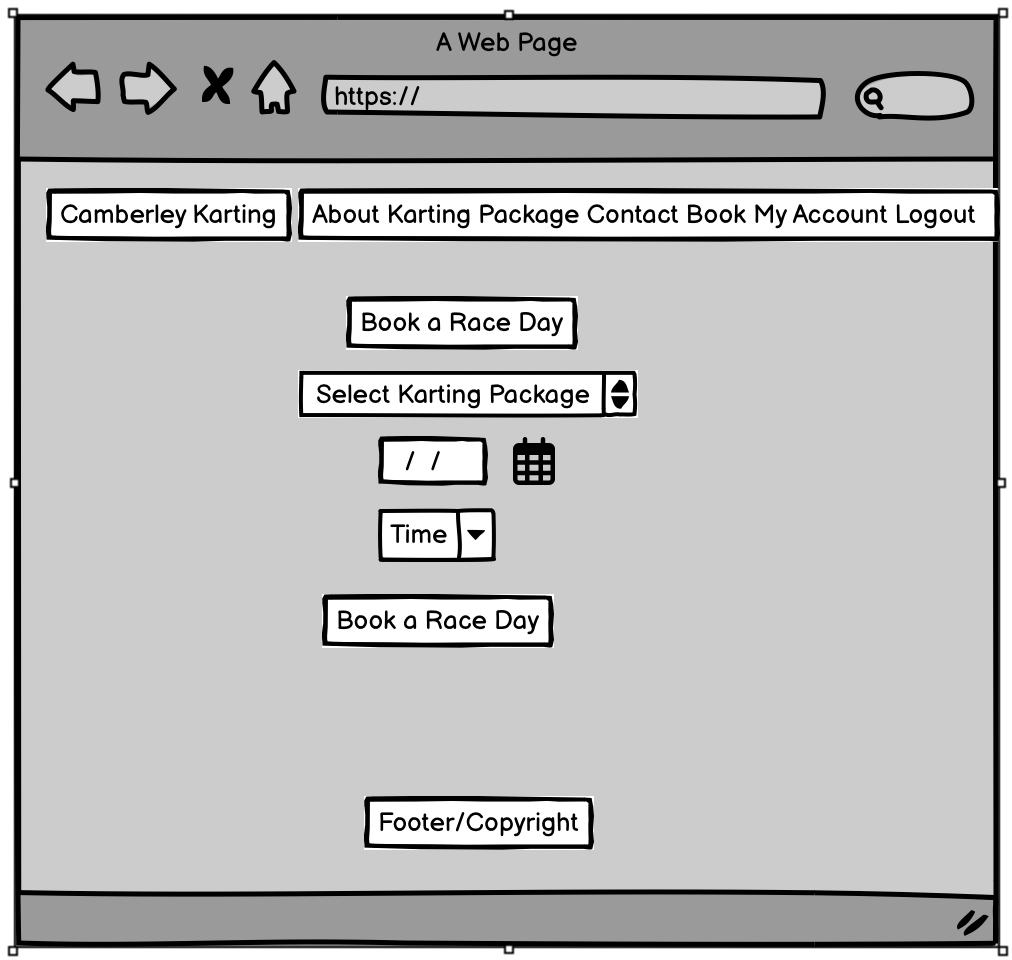 A Web Page
https://
Camberley Karting
About Karting Package Contact Book My Account Logout
Book a Race Day
Select Karting Package
/ /
Time
Book a Race Day
Footer/Copyright